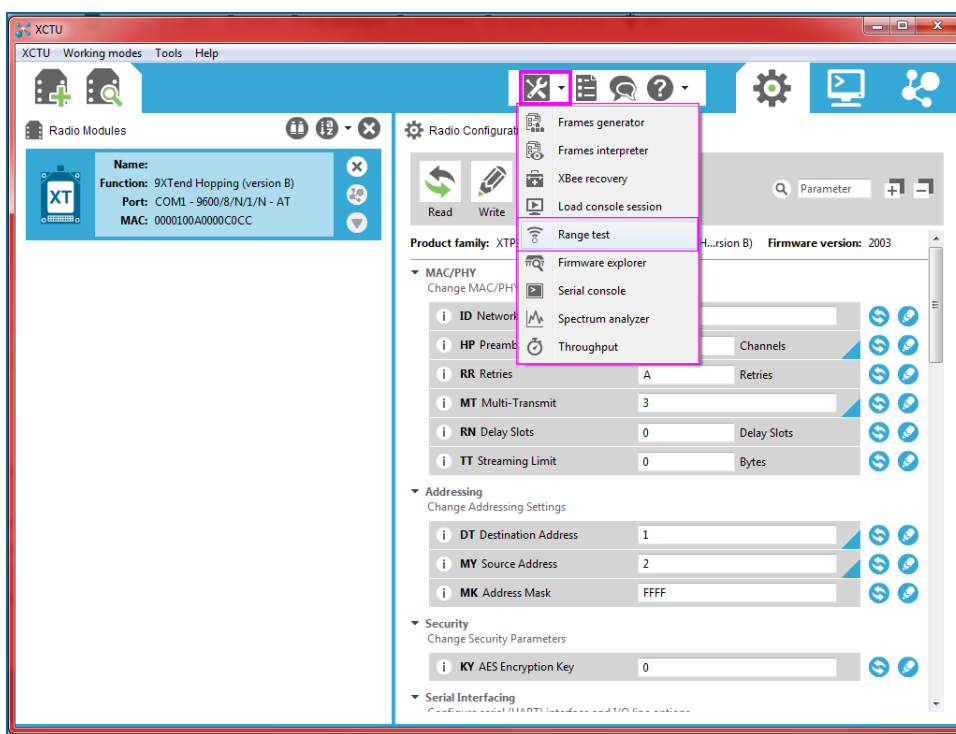 XCTU
XCTU Working modes Tools Help
Radio Modules
XT
Name:
Function: 9XTend Hopping (version B)
Port: COM1 - 9600/8/N/1/N - AT
MAC: 0000100A0000C0CC
Radio Configurat
Read Write
Parameter
Frames generator
Frames interpreter
XBee recovery
Load console session
Range test
Firmware explorer
Serial console
Spectrum analyzer
Throughput
Product family: XTP H...rsion B) Firmware version: 2003
MAC/PHY
Change MAC/PHY
i ID Network
i HP Preamb Channels
i RR Retries A Retries
i MT Multi-Transmit 3
i RN Delay Slots 0 Delay Slots
i TT Streaming Limit 0 Bytes
Addressing
Change Addressing Settings
i DT Destination Address 1
i MY Source Address 2
i MK Address Mask FFFF
Security
Change Security Parameters
i KY AES Encryption Key 0
Serial Interfacing